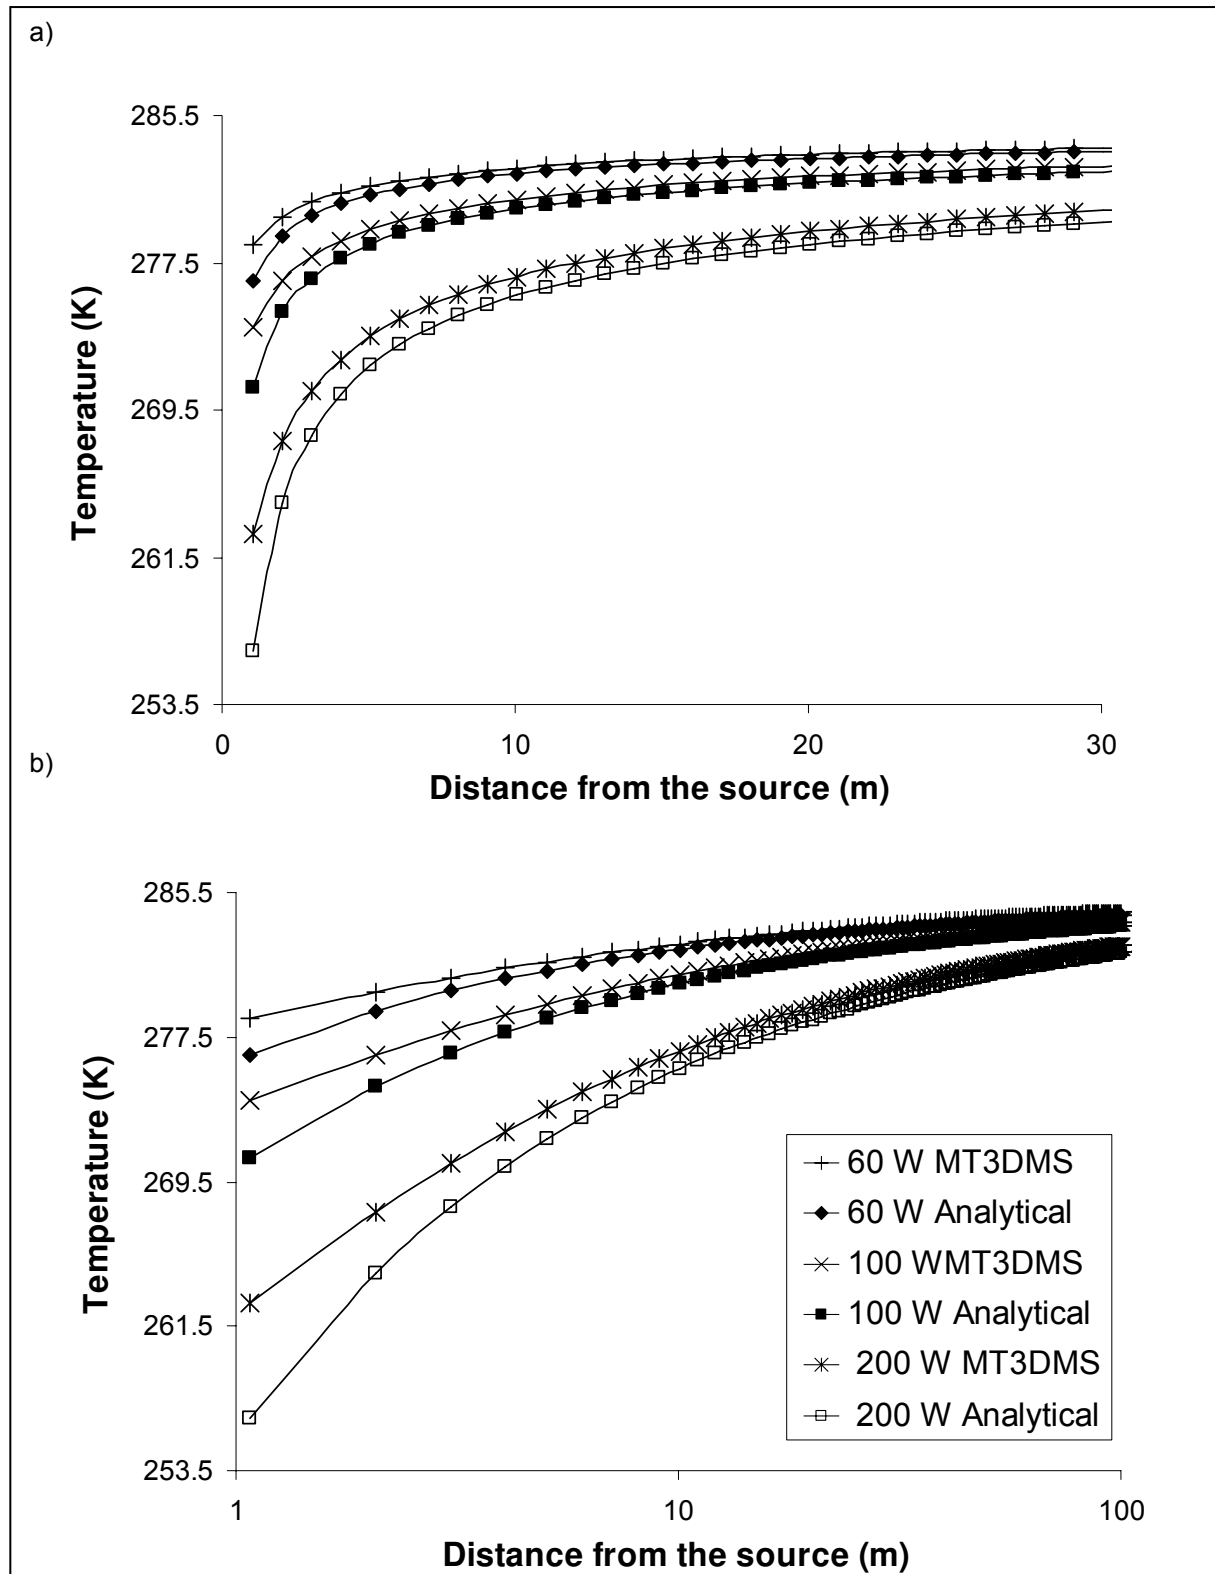 a)
285.5
277.5
269.5
261.5
253.5
Temperature (K)
0 10 20 30
Distance from the source (m)
b)
285.5
277.5
269.5
261.5
253.5
Temperature (K)
60 W MT3DMS
60 W Analytical
100 WMT3DMS
100 W Analytical
200 W MT3DMS
200 W Analytical
1 10 100
Distance from the source (m)